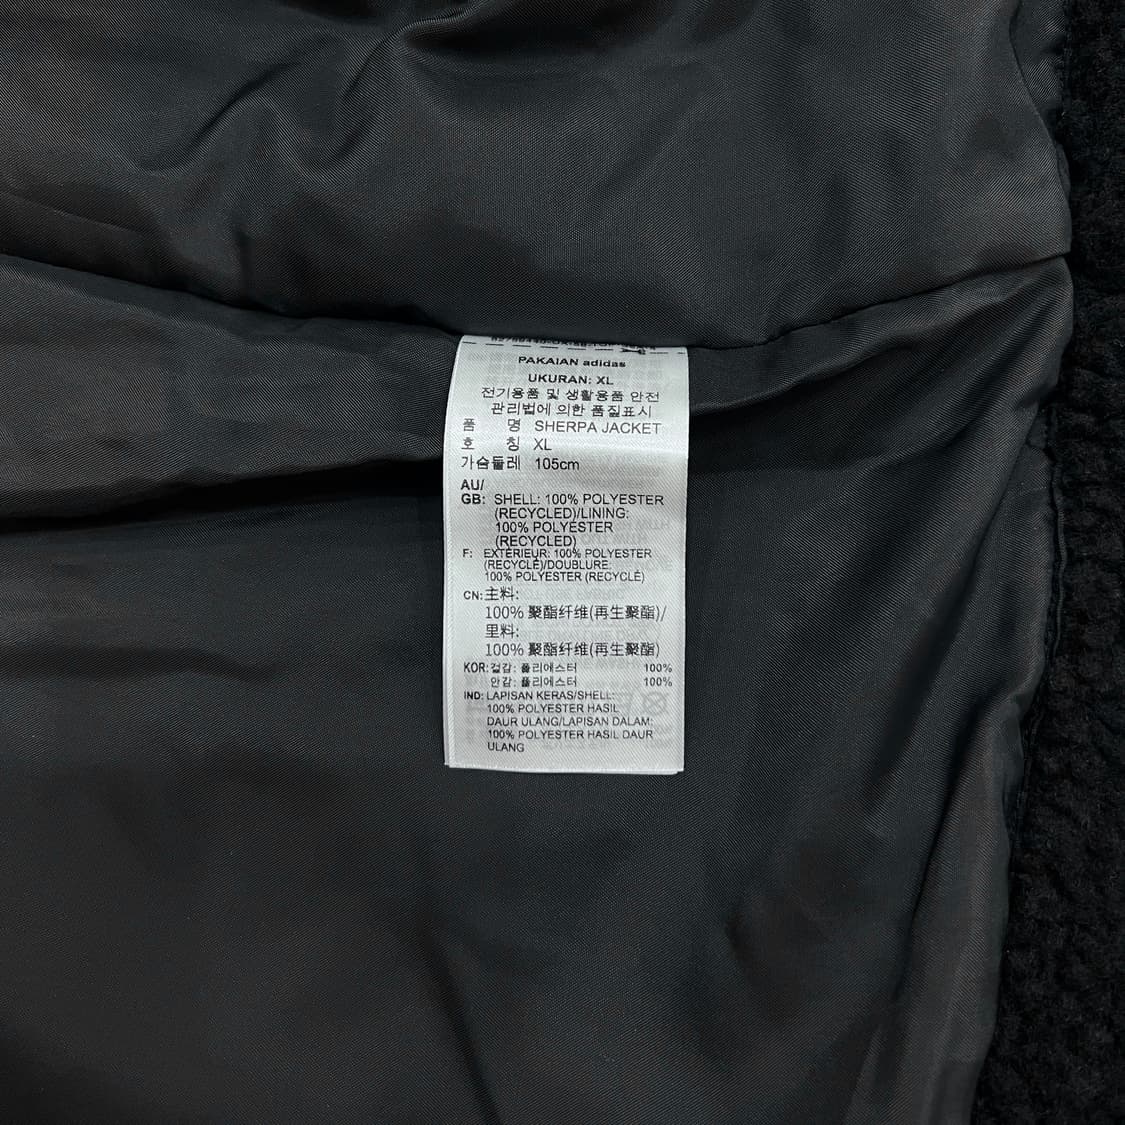 PAKAIAN adidas
UKURAN: XL
전기용품 및 생활용품 안전
관리법에 의한 품질표시
품 명 SHERPA JACKET
호 칭 XL
가슴둘레 105cm
AU/
GB: SHELL: 100% POLYESTER
(RECYCLED)/LINING:
100% POLYESTER
(RECYCLED)
F: EXTÉRIEUR: 100% POLYESTER
(RECYCLÉ)/DOUBLURE:
100% POLYESTER (RECYCLÉ)
CN: 主料:
100% 聚酯纤维(再生聚酯)/
里料:
100% 聚酯纤维(再生聚酯)
KOR: 겉감: 폴리에스터 100%
안감: 폴리에스터 100%
IND: LAPISAN KERAS/SHELL:
100% POLYESTER HASIL
DAUR ULANG/LAPISAN DALAM:
100% POLYESTER HASIL DAUR
ULANG